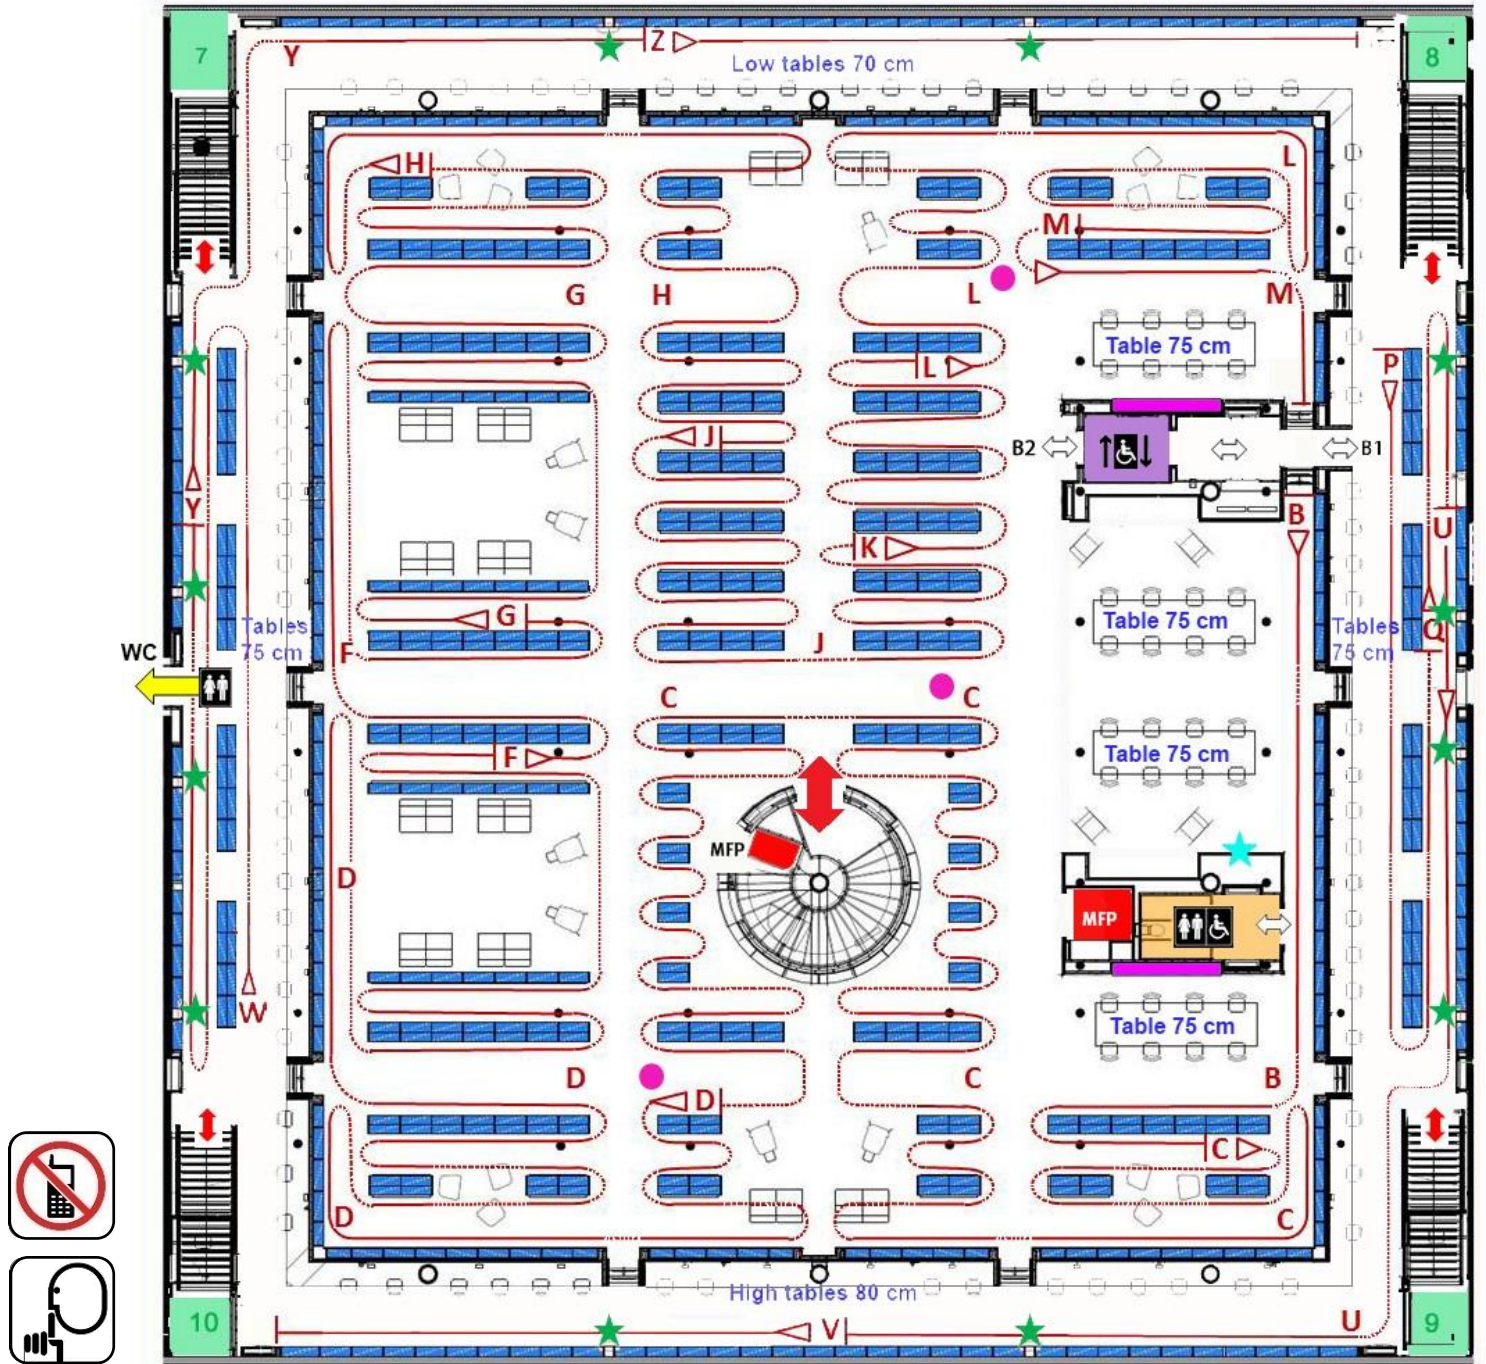 7
Y
Z
8
Low tables 70 cm
H
L
M
G
H
L
M
Table 75 cm
L
P
J
B2
B1
Y
B
U
K
G
Table 75 cm
Tables
75 cm
Tables
75 cm
Q
J
F
WC
C
C
F
Table 75 cm
MFP
D
MFP
W
Table 75 cm
D
C
B
D
C
D
C
High tables 80 cm
10
V
U
9